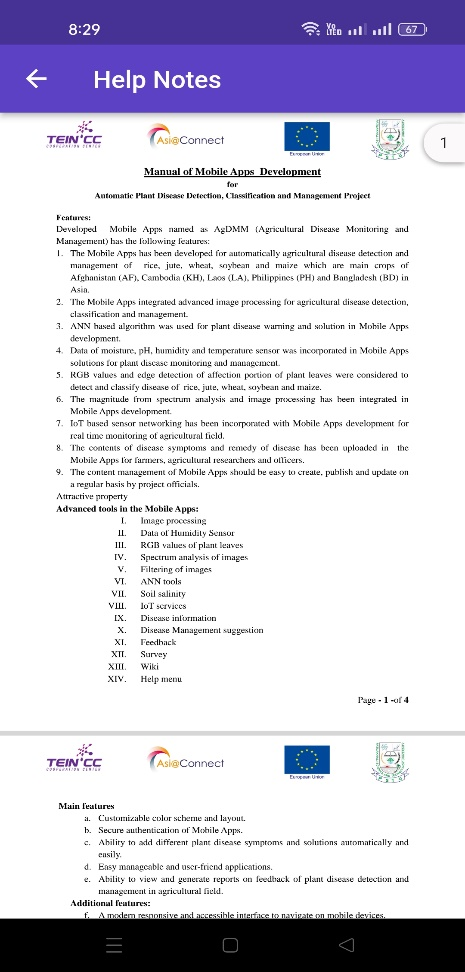 8:29
Vo LTE
67
Help Notes
TEIN*CC
COOPERATION CENTER
Asi@Connect
European Union
1
Manual of Mobile Apps Development
for
Automatic Plant Disease Detection, Classification and Management Project
Features:
Developed Mobile Apps named as AgDMM (Agricultural Disease Monitoring and
Management) has the following features:
1. The Mobile Apps has been developed for automatically agricultural disease detection and
management of rice, jute, wheat, soybean and maize which are main crops of
Afghanistan (AF), Cambodia (KH), Laos (LA), Philippines (PH) and Bangladesh (BD) in
Asia.
2. The Mobile Apps integrated advanced image processing for agricultural disease detection,
classification and management.
3. ANN based algorithm was used for plant disease warning and solution in Mobile Apps
development.
4. Data of moisture, pH, humidity and temperature sensor was incorporated in Mobile Apps
solutions for plant disease monitoring and management.
5. RGB values and edge detection of affection portion of plant leaves were considered to
detect and classify disease of rice, jute, wheat, soybean and maize.
6. The magnitude from spectrum analysis and image processing has been integrated in
Mobile Apps development.
7. IoT based sensor networking has been incorporated with Mobile Apps development for
real time monitoring of agricultural field.
8. The contents of disease symptoms and remedy of disease has been uploaded in the
Mobile Apps for farmers, agricultural researchers and officers.
9. The content management of Mobile Apps should be easy to create, publish and update on
a regular basis by project officials.
Attractive property
Advanced tools in the Mobile Apps:
I. Image processing
II. Data of Humidity Sensor
III. RGB values of plant leaves
IV. Spectrum analysis of images
V. Filtering of images
VI. ANN tools
VII. Soil salinity
VIII. IoT services
IX. Disease information
X. Disease Management suggestion
XI. Feedback
XII. Survey
XIII. Wiki
XIV. Help menu
Page - 1 -of 4
TEIN*CC
COOPERATION CENTER
Asi@Connect
European Union
Main features
a. Customizable color scheme and layout.
b. Secure authentication of Mobile Apps.
c. Ability to add different plant disease symptoms and solutions automatically and
easily.
d. Easy manageable and user-friend applications.
e. Ability to view and generate reports on feedback of plant disease detection and
management in agricultural field.
Additional features:
f. A modern responsive and accessible interface to navigate on mobile devices.